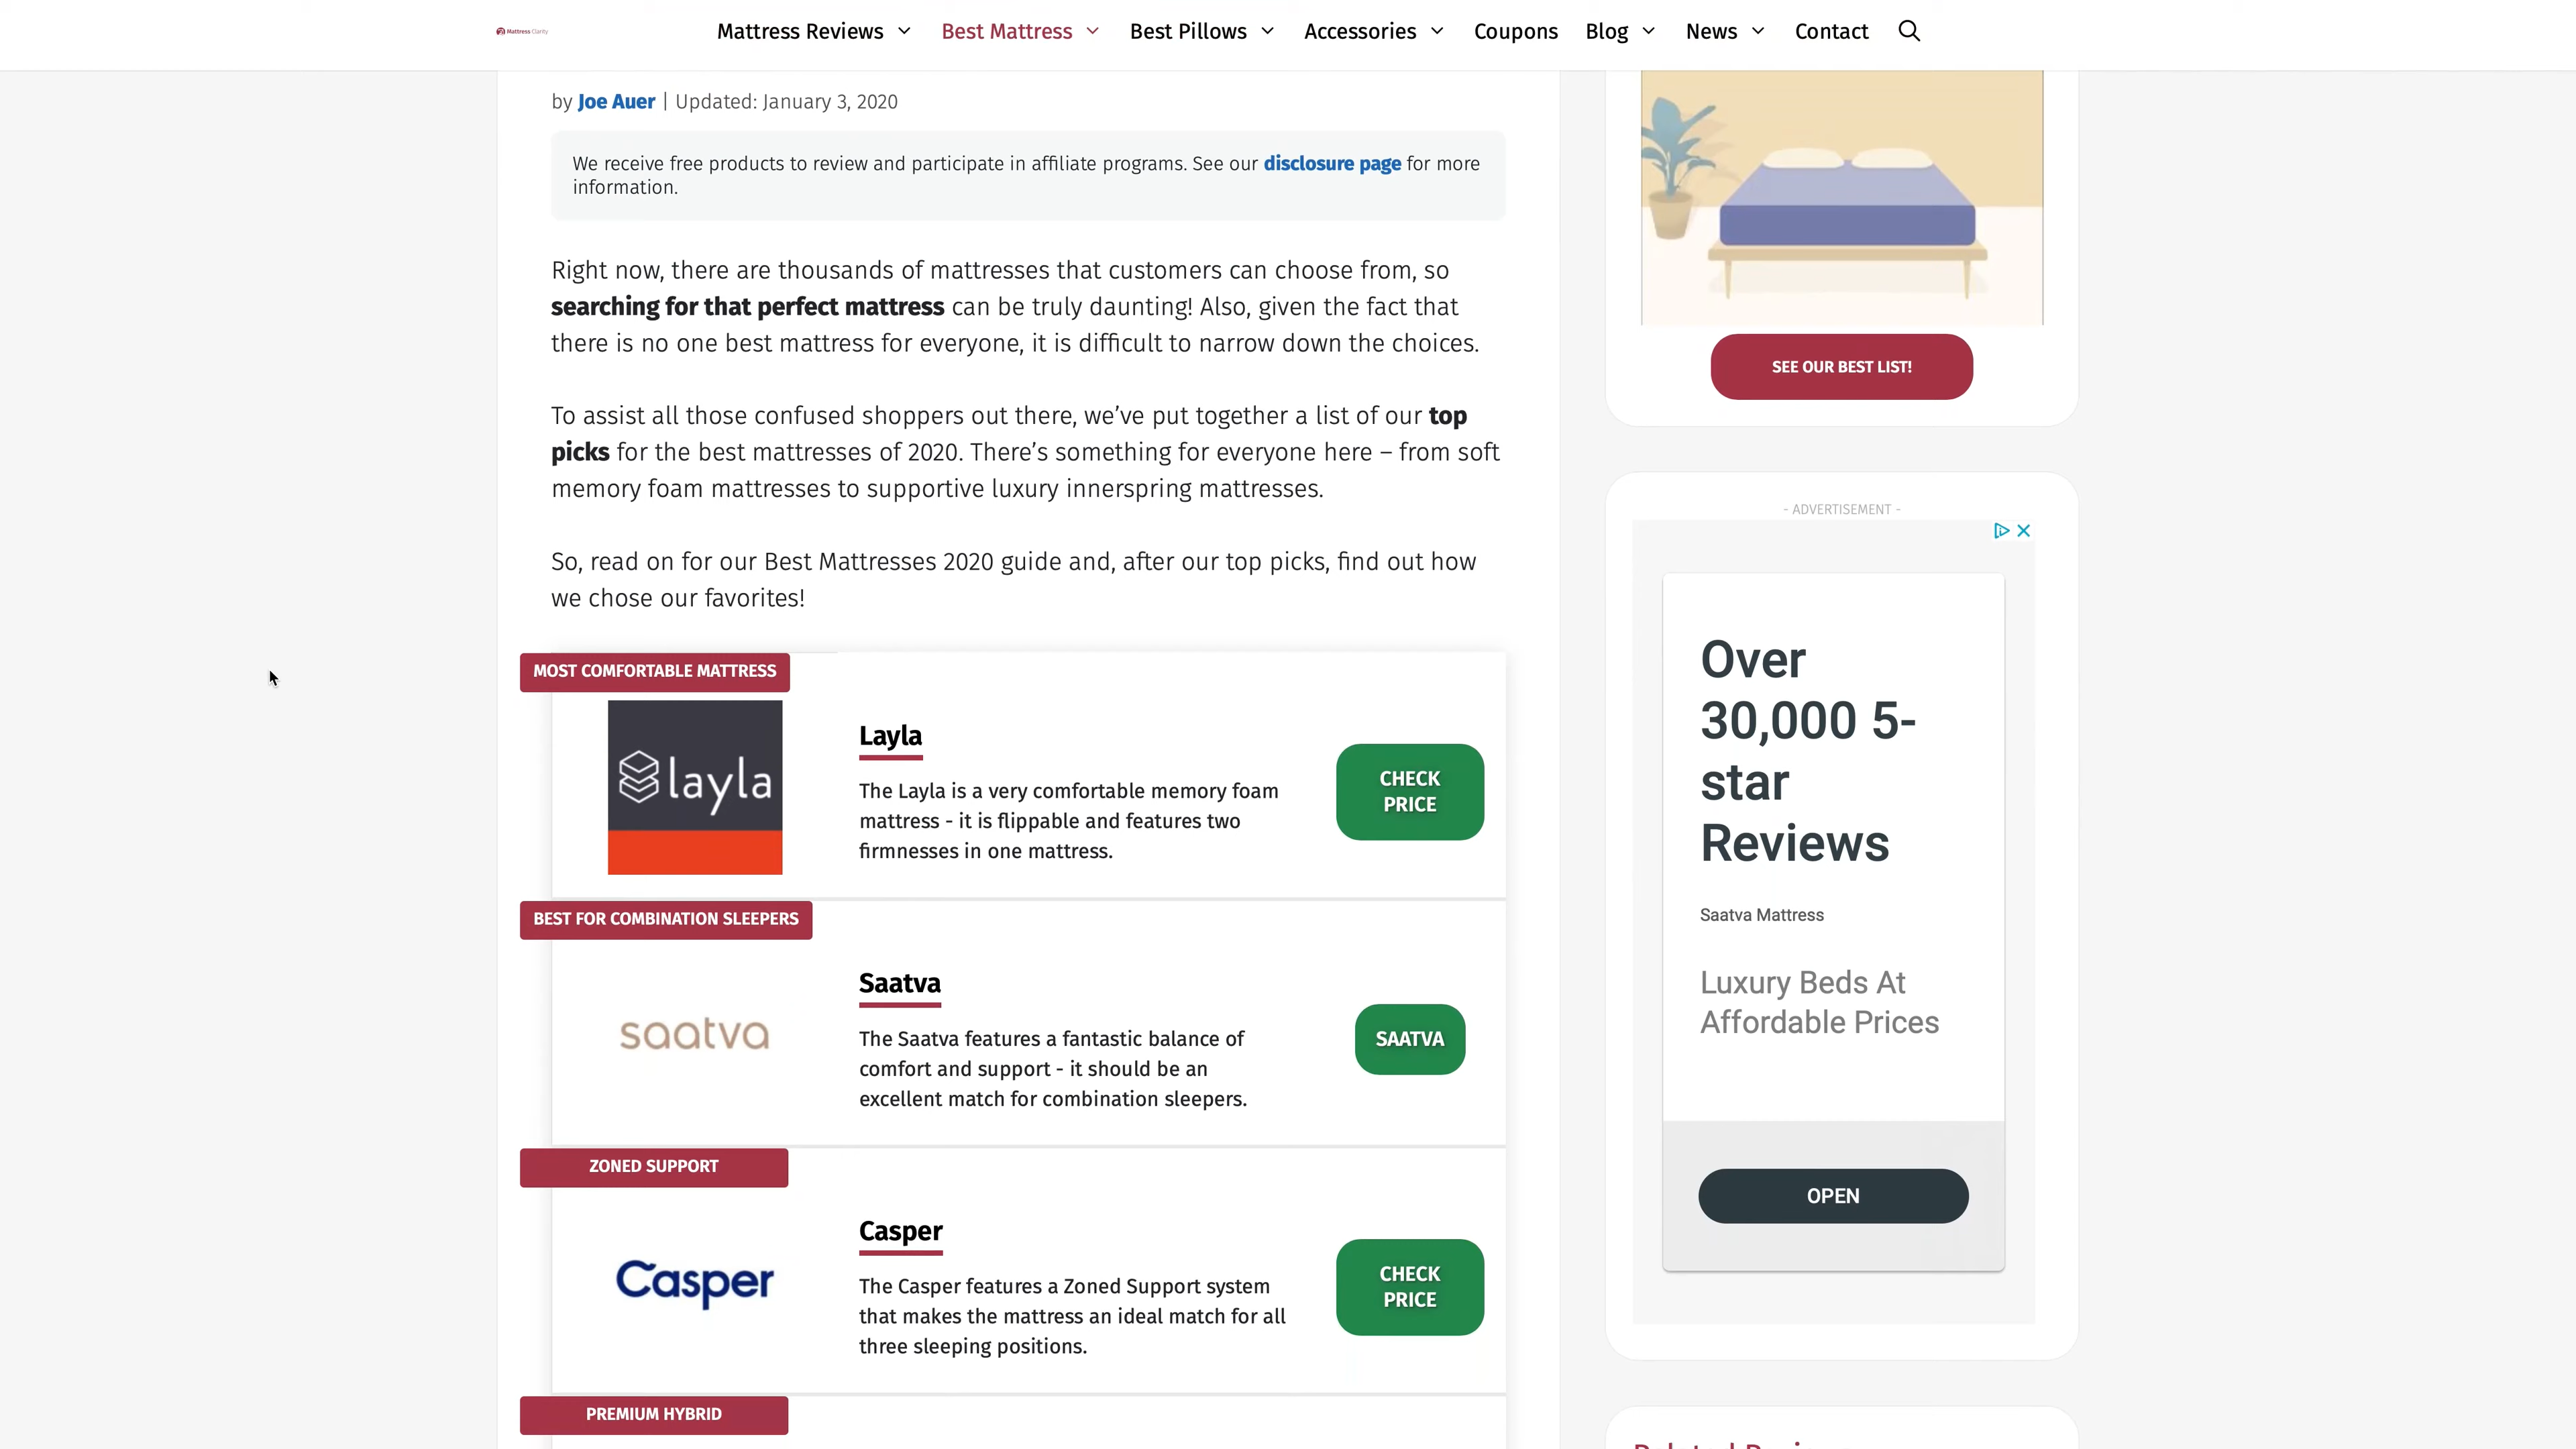 Mattress Clarity
Mattress Reviews
Best Mattress
Best Pillows
Accessories
Coupons
Blog
News
Contact
by Joe Auer | Updated: January 3, 2020
We receive free products to review and participate in affiliate programs. See our disclosure page for more
information.
Right now, there are thousands of mattresses that customers can choose from, so
searching for that perfect mattress can be truly daunting! Also, given the fact that
there is no one best mattress for everyone, it is difficult to narrow down the choices.
To assist all those confused shoppers out there, we’ve put together a list of our top
picks for the best mattresses of 2020. There’s something for everyone here – from soft
memory foam mattresses to supportive luxury innerspring mattresses.
So, read on for our Best Mattresses 2020 guide and, after our top picks, find out how
we chose our favorites!
MOST COMFORTABLE MATTRESS
layla
Layla
The Layla is a very comfortable memory foam
mattress - it is flippable and features two
firmnesses in one mattress.
CHECK
PRICE
BEST FOR COMBINATION SLEEPERS
saatva
Saatva
The Saatva features a fantastic balance of
comfort and support - it should be an
excellent match for combination sleepers.
SAATVA
ZONED SUPPORT
Casper
Casper
The Casper features a Zoned Support system
that makes the mattress an ideal match for all
three sleeping positions.
CHECK
PRICE
PREMIUM HYBRID
SEE OUR BEST LIST!
- ADVERTISEMENT -
Over
30,000 5-
star
Reviews
Saatva Mattress
Luxury Beds At
Affordable Prices
OPEN